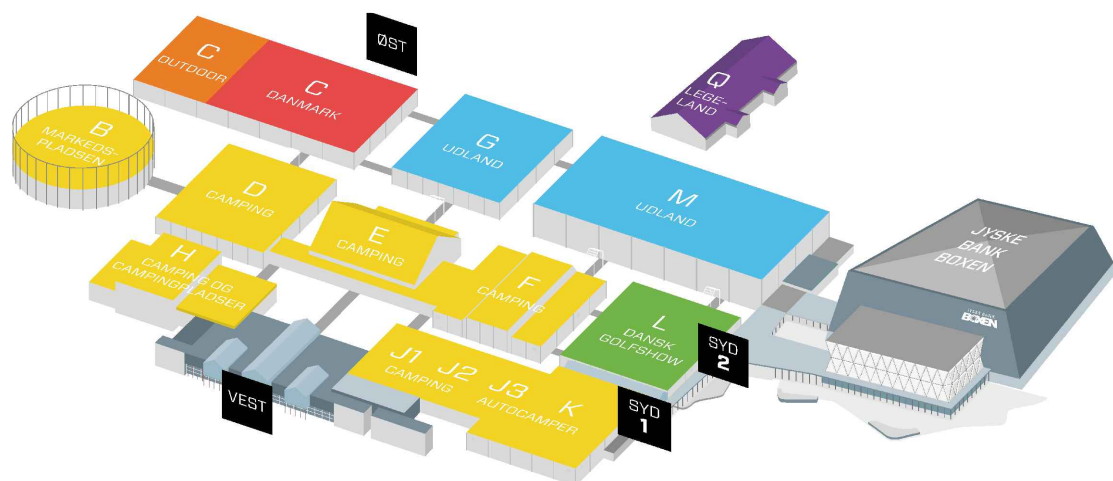 ØST
C
OUTDOOR
C
DANMARK
Q
LEGE-
LAND
B
MARKEDS-
PLADSEN
G
UDLAND
D
CAMPING
M
UDLAND
E
CAMPING
JYSKE
BANK
BOXEN
H
CAMPING OG
CAMPINGPLADSER
F
CAMPING
BOXEN
L
DANSK
GOLFSHOW
SYD
2
J1
CAMPING
J2
J3
AUTOCAMPER
K
VEST
SYD
1